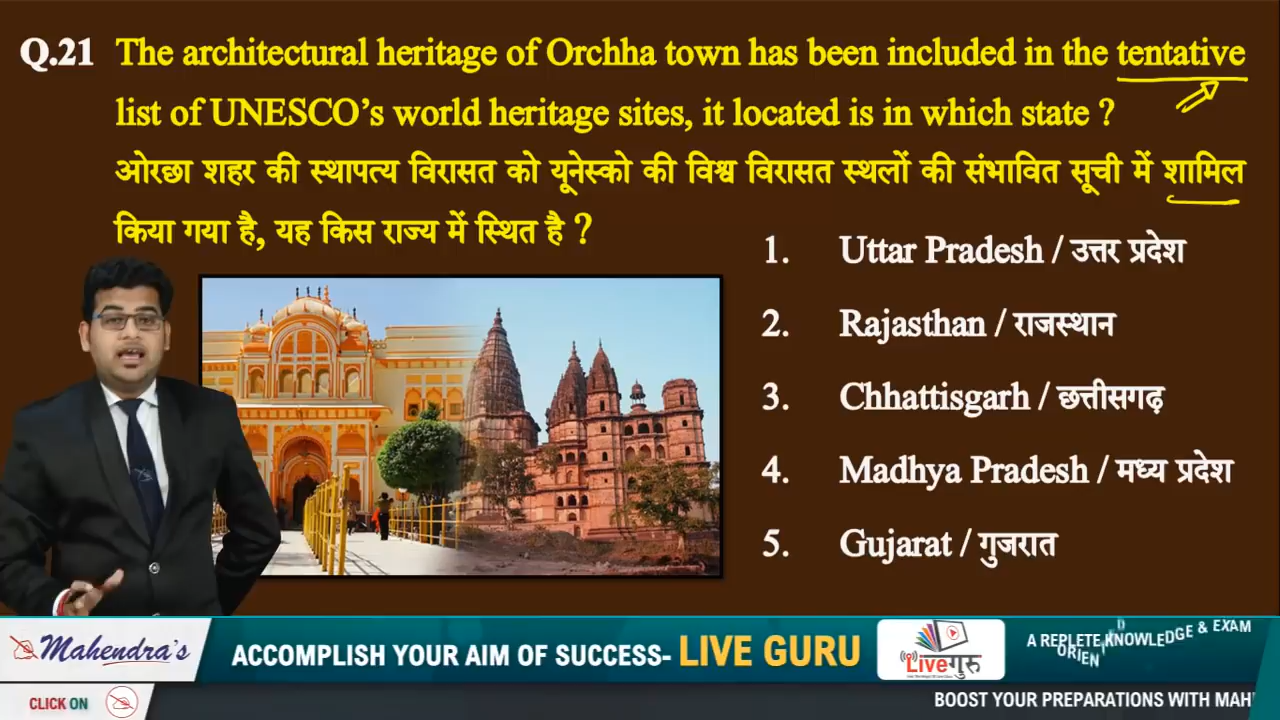 Q.21 The architectural heritage of Orchha town has been included in the tentative
list of UNESCO’s world heritage sites, it located is in which state ?
ओरछा शहर की स्थापत्य विरासत को यूनेस्को की विश्व विरासत स्थलों की संभावित सूची में शामिल
किया गया है, यह किस राज्य में स्थित है ?
1. Uttar Pradesh / उत्तर प्रदेश
2. Rajasthan / राजस्थान
3. Chhattisgarh / छत्तीसगढ़
4. Madhya Pradesh / मध्य प्रदेश
5. Gujarat / गुजरात
Mahendra's
ACCOMPLISH YOUR AIM OF SUCCESS- LIVE GURU
Liveगुरु
A REPLETE KNOWLEDGE & EXAM
CLICK ON
BOOST YOUR PREPARATIONS WITH MAH